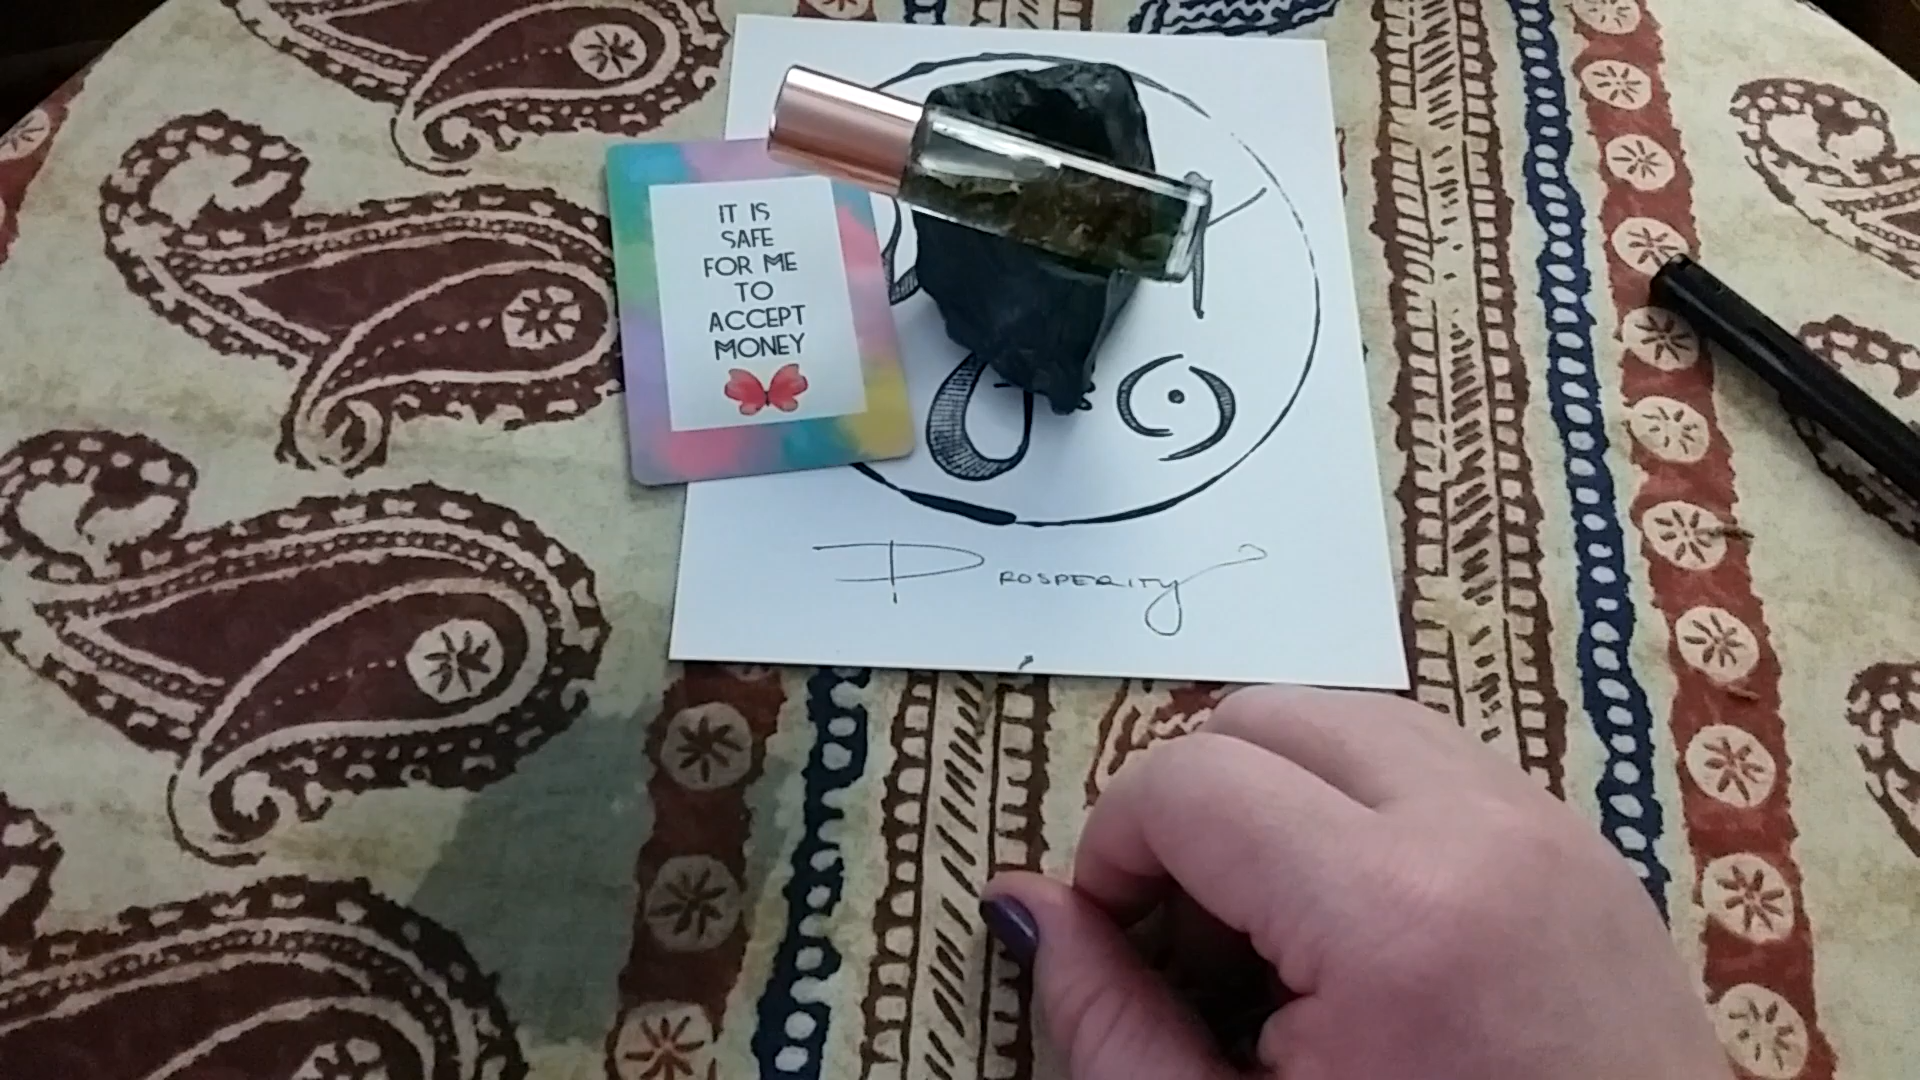 IT IS
SAFE
FOR ME
TO
ACCEPT
MONEY
PROSPERITY